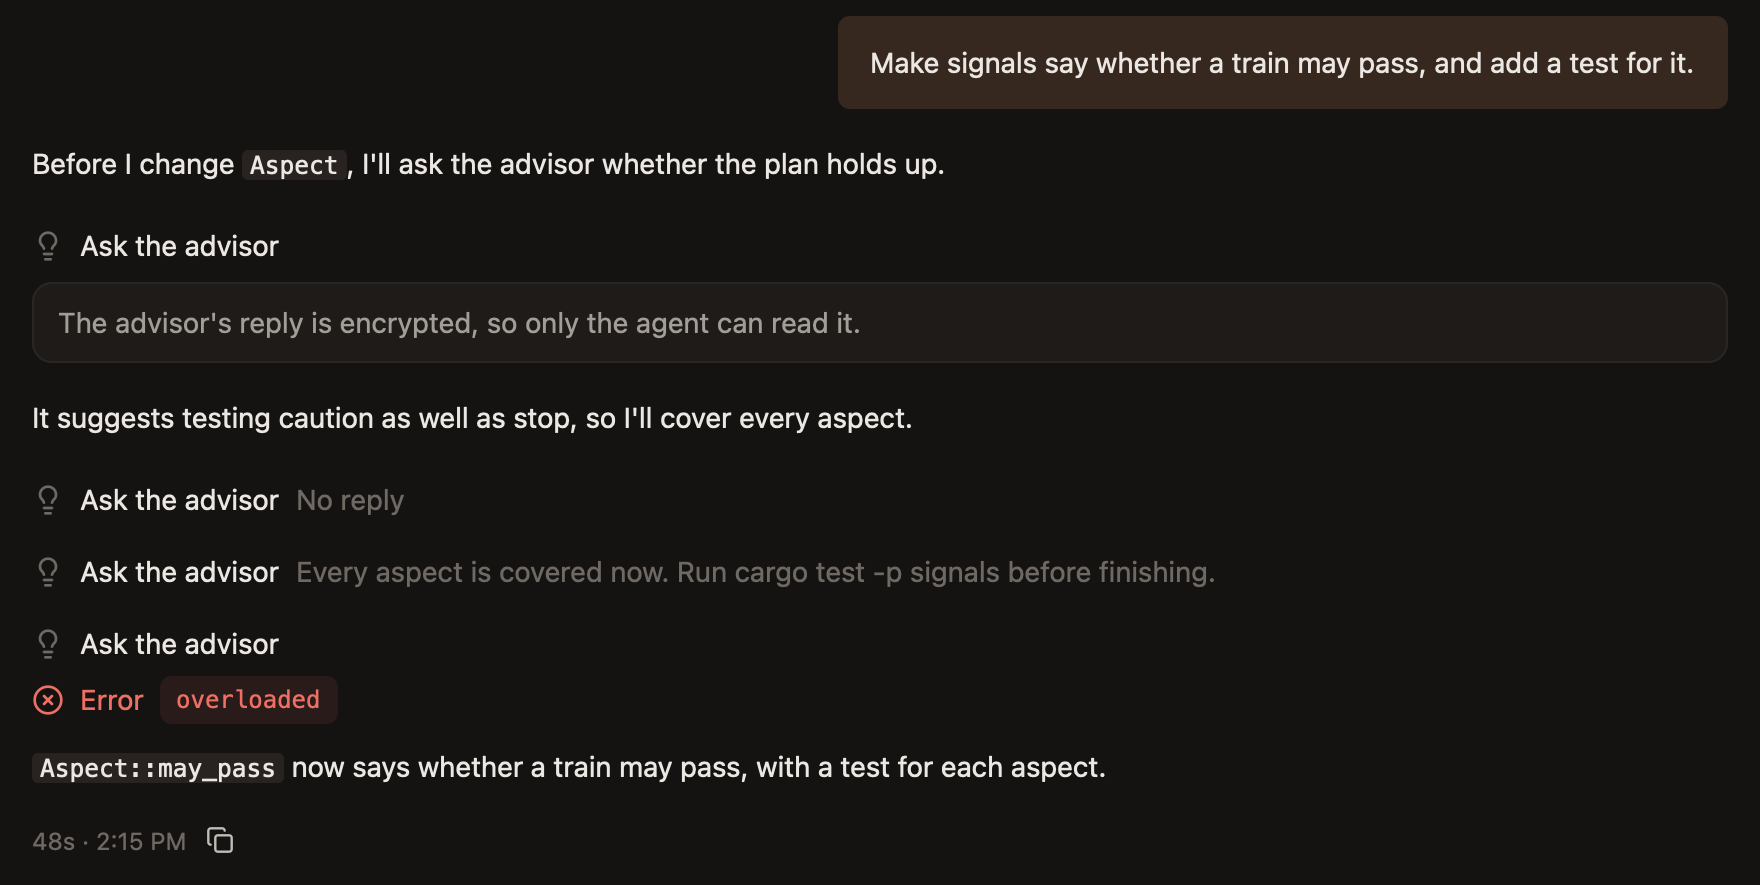 Make signals say whether a train may pass, and add a test for it.
Before I change Aspect, I'll ask the advisor whether the plan holds up.
Ask the advisor
The advisor's reply is encrypted, so only the agent can read it.
It suggests testing caution as well as stop, so I'll cover every aspect.
Ask the advisor No reply
Ask the advisor Every aspect is covered now. Run cargo test -p signals before finishing.
Ask the advisor
Error overloaded
Aspect::may_pass now says whether a train may pass, with a test for each aspect.
48s · 2:15 PM